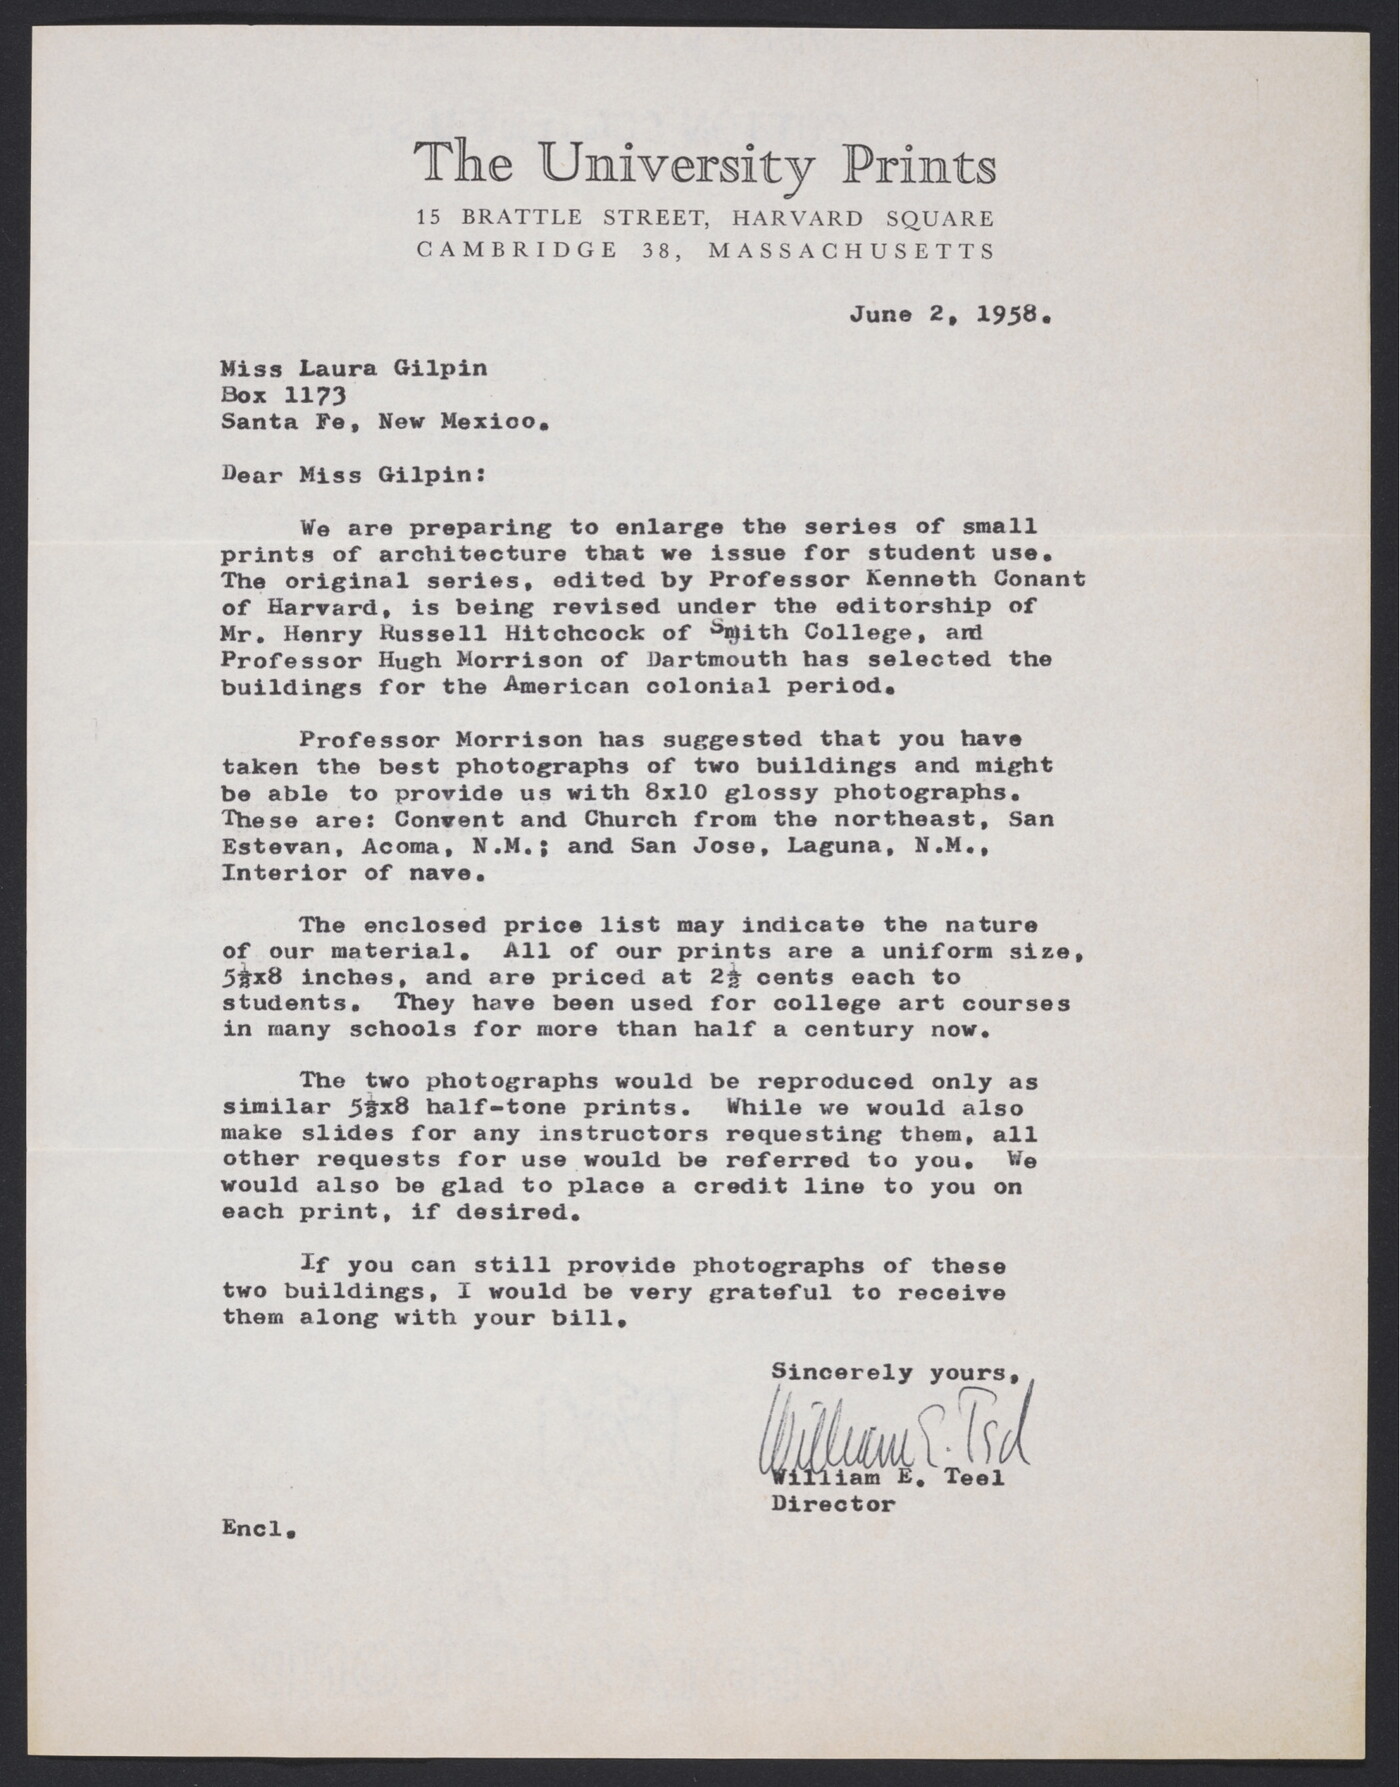 The University Prints
15 BRATTLE STREET, HARVARD SQUARE
CAMBRIDGE 38, MASSACHUSETTS
June 2, 1958.
Miss Laura Gilpin
Box 1173
Santa Fe, New Mexico.
Dear Miss Gilpin:
We are preparing to enlarge the series of small
prints of architecture that we issue for student use.
The original series, edited by Professor Kenneth Conant
of Harvard, is being revised under the editorship of
Mr. Henry Russell Hitchcock of Smith College, and
Professor Hugh Morrison of Dartmouth has selected the
buildings for the American colonial period.
Professor Morrison has suggested that you have
taken the best photographs of two buildings and might
be able to provide us with 8x10 glossy photographs.
These are: Convent and Church from the northeast, San
Estevan, Acoma, N.M.; and San Jose, Laguna, N.M.,
Interior of nave.
The enclosed price list may indicate the nature
of our material. All of our prints are a uniform size,
5½x8 inches, and are priced at 2½ cents each to
students. They have been used for college art courses
in many schools for more than half a century now.
The two photographs would be reproduced only as
similar 5½x8 half-tone prints. While we would also
make slides for any instructors requesting them, all
other requests for use would be referred to you. We
would also be glad to place a credit line to you on
each print, if desired.
If you can still provide photographs of these
two buildings, I would be very grateful to receive
them along with your bill.
Sincerely yours,
William E. Teel
William E. Teel
Director
Encl.